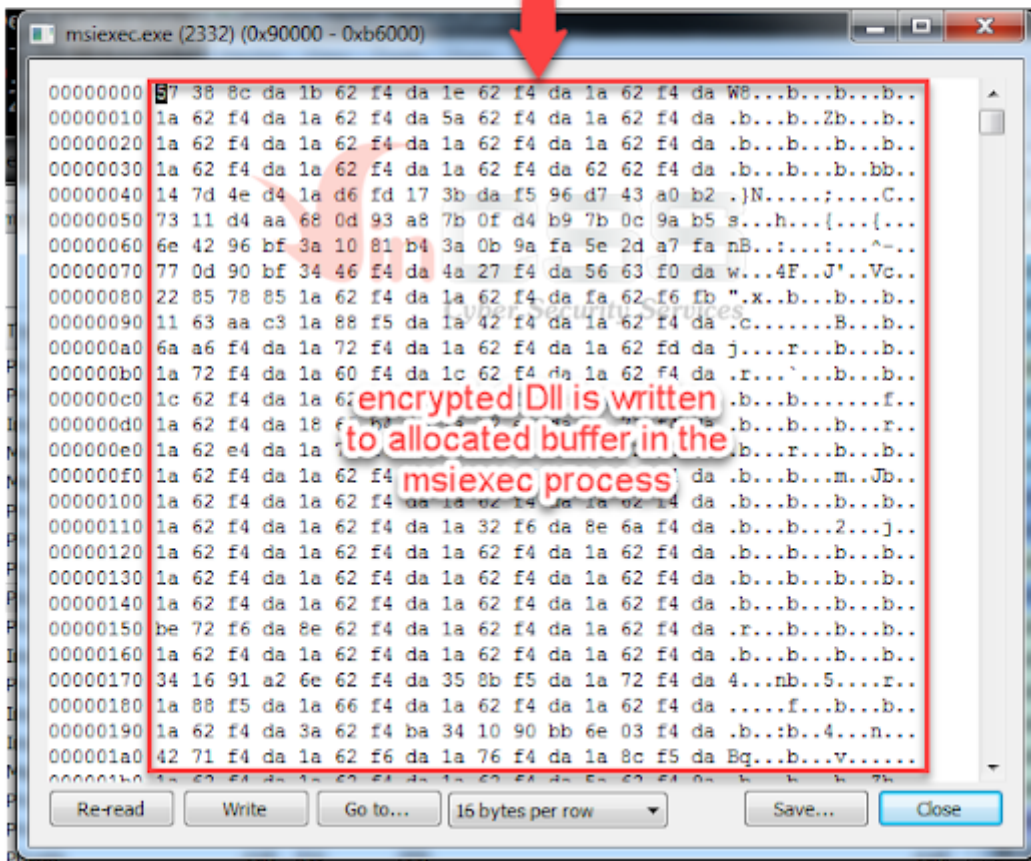 msiexec.exe (2332) (0x90000 - 0xb6000)
00000000 57 38 8c da 1b 62 f4 da 1e 62 f4 da 1a 62 f4 da W8...b...b...b..
00000010 1a 62 f4 da 1a 62 f4 da 5a 62 f4 da 1a 62 f4 da .b...b..Zb...b..
00000020 1a 62 f4 da 1a 62 f4 da 1a 62 f4 da 1a 62 f4 da .b...b...b...b..
00000030 1a 62 f4 da 1a 62 f4 da 1a 62 f4 da 62 62 f4 da .b...b...b..bb..
00000040 14 7d 4e d4 1a d6 fd 17 3b da f5 96 d7 43 a0 b2 .}N.....;....C..
00000050 73 11 d4 aa 68 0d 93 a8 7b 0f d4 b9 7b 0c 9a b5 s...h...{...{...
00000060 6e 42 96 bf 3a 10 81 b4 3a 0b 9a fa 5e 2d a7 fa nB..:...:...^-..
00000070 77 0d 90 bf 34 46 f4 da 4a 27 f4 da 56 63 f0 da w...4F..J'..Vc..
00000080 22 85 78 85 1a 62 f4 da 1a 62 f4 da fa 62 f6 fb ".x..b...b...b..
00000090 11 63 aa c3 1a 88 f5 da 1a 42 f4 da 1a 62 f4 da .c.......B...b..
000000a0 6a a6 f4 da 1a 72 f4 da 1a 62 f4 da 1a 62 fd da j....r...b...b..
000000b0 1a 72 f4 da 1a 60 f4 da 1c 62 f4 da 1a 62 f4 da .r...`...b...b..
000000c0 1c 62 f4 da 1a .b...b.......f..
000000d0 1a 62 f4 da 18 .b...b...b...r..
000000e0 1a 62 e4 da 1a .b...r...b...b..
000000f0 1a 62 f4 da 1a 62 f4 da .b...b...m..Jb..
00000100 1a 62 f4 da 1a 62 f4 da 1a 62 f4 da fa 62 f4 da .b...b...b...b..
00000110 1a 62 f4 da 1a 62 f4 da 1a 32 f6 da 8e 6a f4 da .b...b...2...j..
00000120 1a 62 f4 da 1a 62 f4 da 1a 62 f4 da 1a 62 f4 da .b...b...b...b..
00000130 1a 62 f4 da 1a 62 f4 da 1a 62 f4 da 1a 62 f4 da .b...b...b...b..
00000140 1a 62 f4 da 1a 62 f4 da 1a 62 f4 da 1a 62 f4 da .b...b...b...b..
00000150 be 72 f6 da 8e 62 f4 da 1a 62 f4 da 1a 62 f4 da .r...b...b...b..
00000160 1a 62 f4 da 1a 62 f4 da 1a 62 f4 da 1a 62 f4 da .b...b...b...b..
00000170 34 16 91 a2 6e 62 f4 da 35 8b f5 da 1a 72 f4 da 4...nb..5....r..
00000180 1a 88 f5 da 1a 66 f4 da 1a 62 f4 da 1a 62 f4 da .....f...b...b..
00000190 1a 62 f4 da 3a 62 f4 ba 34 10 90 bb 6e 03 f4 da .b..:b..4...n...
000001a0 42 71 f4 da 1a 62 f6 da 1a 76 f4 da 1a 8c f5 da Bq...b...v......
encrypted Dll is written
to allocated buffer in the
msiexec process
VinCSS
Cyber Security Services
Re-read Write Go to... 16 bytes per row Save... Close